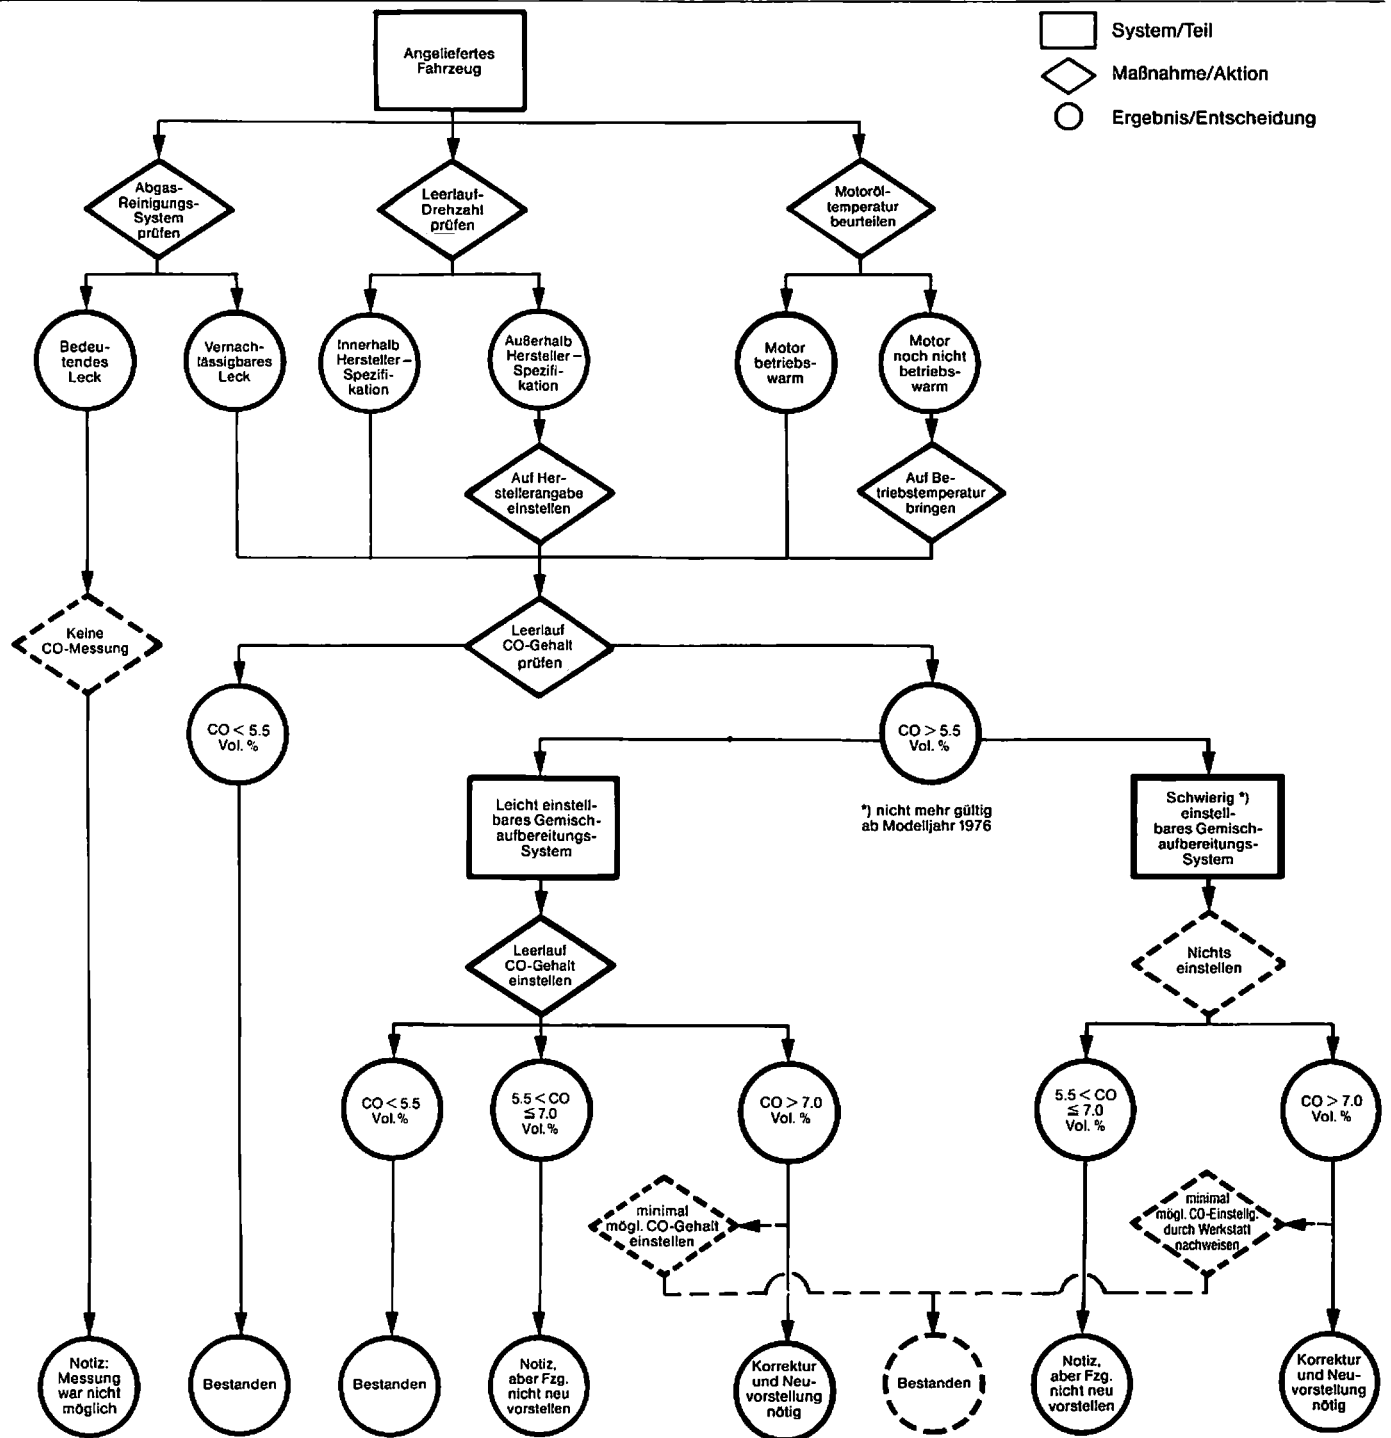 Angeliefertes
Fahrzeug
System/Teil
Maßnahme/Aktion
Ergebnis/Entscheidung
Abgas-
Reinigungs-
System
prüfen
Leerlauf-
Drehzahl
prüfen
Motoröl-
temperatur
beurteilen
Bedeu-
tendes
Leck
Vernach-
lässigbares
Leck
Innerhalb
Hersteller–
Spezifi-
kation
Außerhalb
Hersteller–
Spezifi-
kation
Motor
betriebs-
warm
Motor
noch nicht
betriebs-
warm
Auf Her-
stellerangabe
einstellen
Auf Be-
triebstemperatur
bringen
Keine
CO-Messung
Leerlauf
CO-Gehalt
prüfen
CO < 5.5
Vol. %
CO > 5.5
Vol. %
Leicht einstell-
bares Gemisch-
aufbereitungs-
System
*) nicht mehr gültig
ab Modelljahr 1976
Schwierig *)
einstell-
bares Gemisch-
aufbereitungs-
System
Leerlauf
CO-Gehalt
einstellen
Nichts
einstellen
CO < 5.5
Vol. %
5.5 < CO
≦ 7.0
Vol. %
CO > 7.0
Vol. %
5.5 < CO
≦ 7.0
Vol. %
CO > 7.0
Vol. %
minimal
mögl. CO-Gehalt
einstellen
minimal
mögl. CO-Einstellg.
durch Werkstatt
nachweisen
Notiz:
Messung
war nicht
möglich
Bestanden
Bestanden
Notiz,
aber Fzg.
nicht neu
vorstellen
Korrektur
und Neu-
vorstellung
nötig
Bestanden
Notiz,
aber Fzg.
nicht neu
vorstellen
Korrektur
und Neu-
vorstellung
nötig